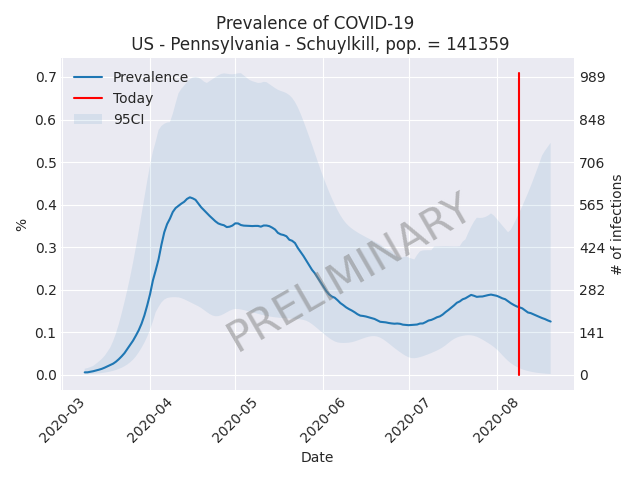 Prevalence of COVID-19
US - Pennsylvania - Schuylkill, pop. = 141359
Prevalence
Today
95CI
%
0.7
0.6
0.5
0.4
0.3
0.2
0.1
0.0
989
848
706
565
424
282
141
0
# of infections
PRELIMINARY
2020-03
2020-04
2020-05
2020-06
2020-07
2020-08
Date